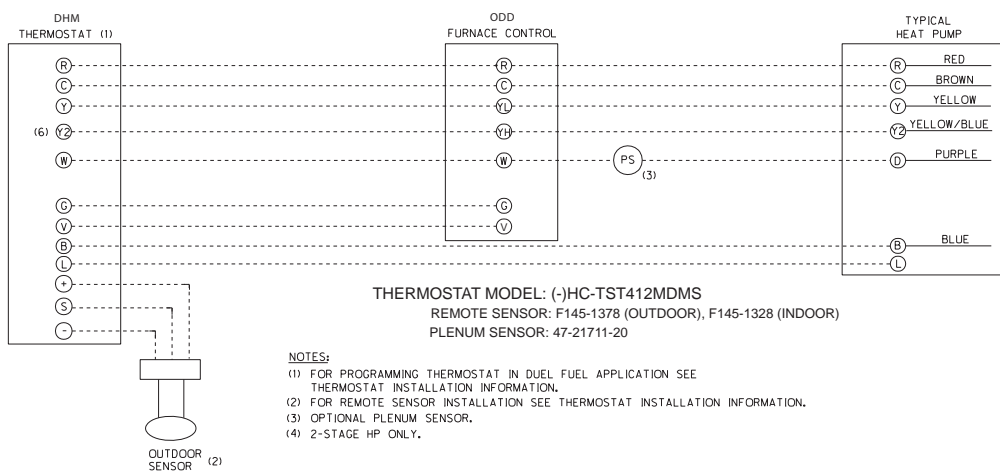 DHM
THERMOSTAT (1)
ODD
FURNACE CONTROL
TYPICAL
HEAT PUMP
R R R RED
C C C BROWN
Y YL Y YELLOW
(6) Y2 YH Y2 YELLOW/BLUE
W W PS (3) D PURPLE
G G
V V
B B BLUE
L L
+
S
-
THERMOSTAT MODEL: (-)HC-TST412MDMS
REMOTE SENSOR: F145-1378 (OUTDOOR), F145-1328 (INDOOR)
PLENUM SENSOR: 47-21711-20
NOTES:
(1) FOR PROGRAMMING THERMOSTAT IN DUEL FUEL APPLICATION SEE
THERMOSTAT INSTALLATION INFORMATION.
(2) FOR REMOTE SENSOR INSTALLATION SEE THERMOSTAT INSTALLATION INFORMATION.
(3) OPTIONAL PLENUM SENSOR.
(4) 2-STAGE HP ONLY.
OUTDOOR
SENSOR (2)